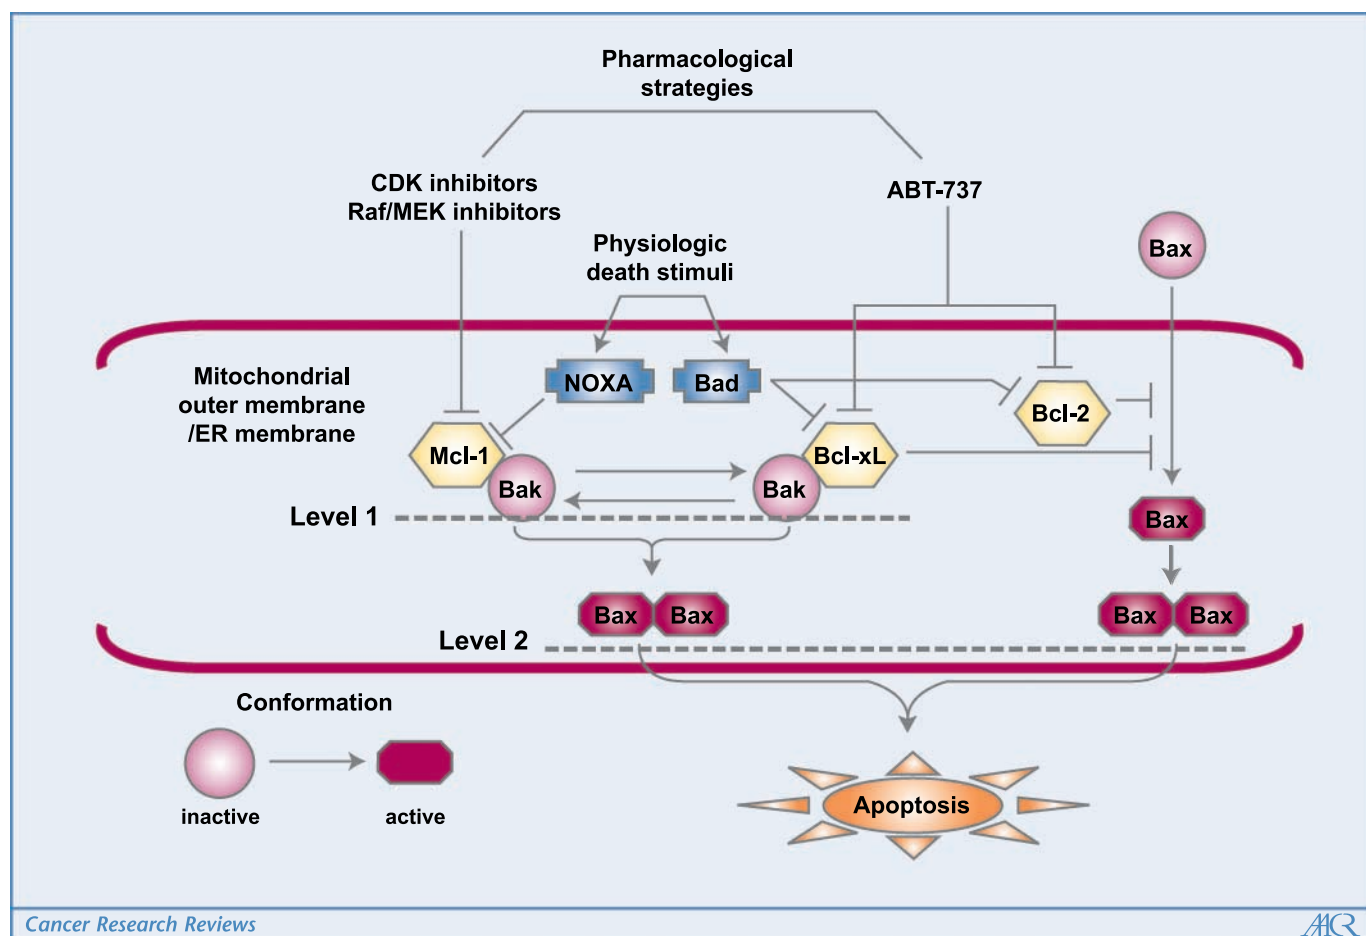 Pharmacological
strategies
CDK inhibitors
Raf/MEK inhibitors
ABT-737
Physiologic
death stimuli
Bax
Mitochondrial
outer membrane
/ER membrane
NOXA
Bad
Bcl-2
Mcl-1
Bcl-xL
Bak
Bak
Level 1
Bax
Bax Bax
Bax Bax
Level 2
Conformation
inactive
active
Apoptosis
Cancer Research Reviews
AACR